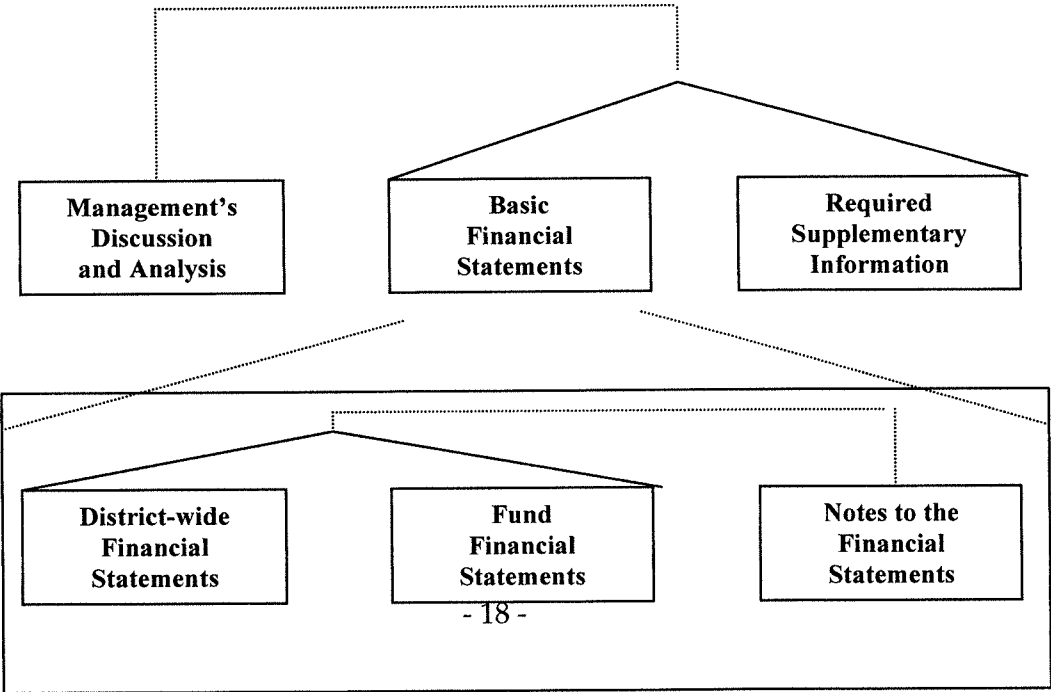 Management's
Discussion
and Analysis
Basic
Financial
Statements
Required
Supplementary
Information
District-wide
Financial
Statements
Fund
Financial
Statements
Notes to the
Financial
Statements
- 18 -